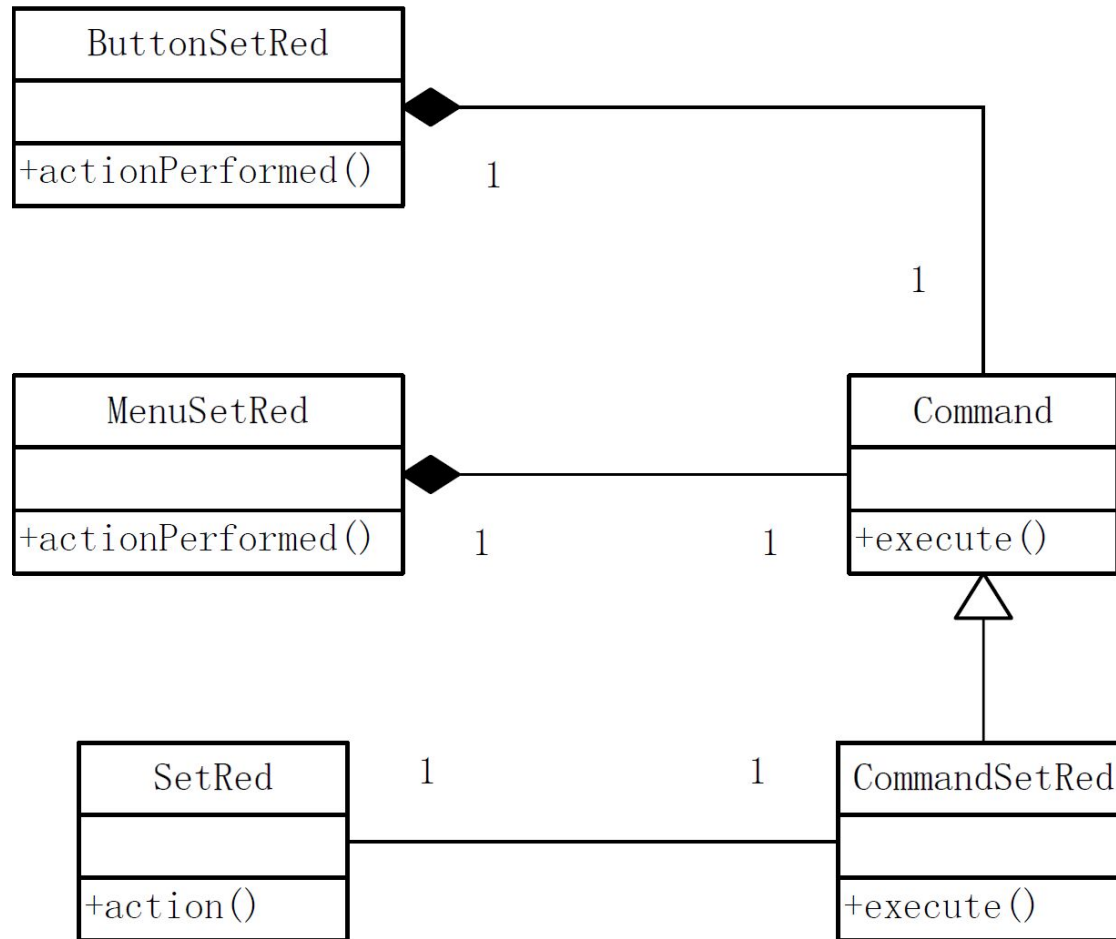 ButtonSetRed
+actionPerformed()
1
1
MenuSetRed
+actionPerformed()
1
1
Command
+execute()
SetRed
+action()
1
1
CommandSetRed
+execute()